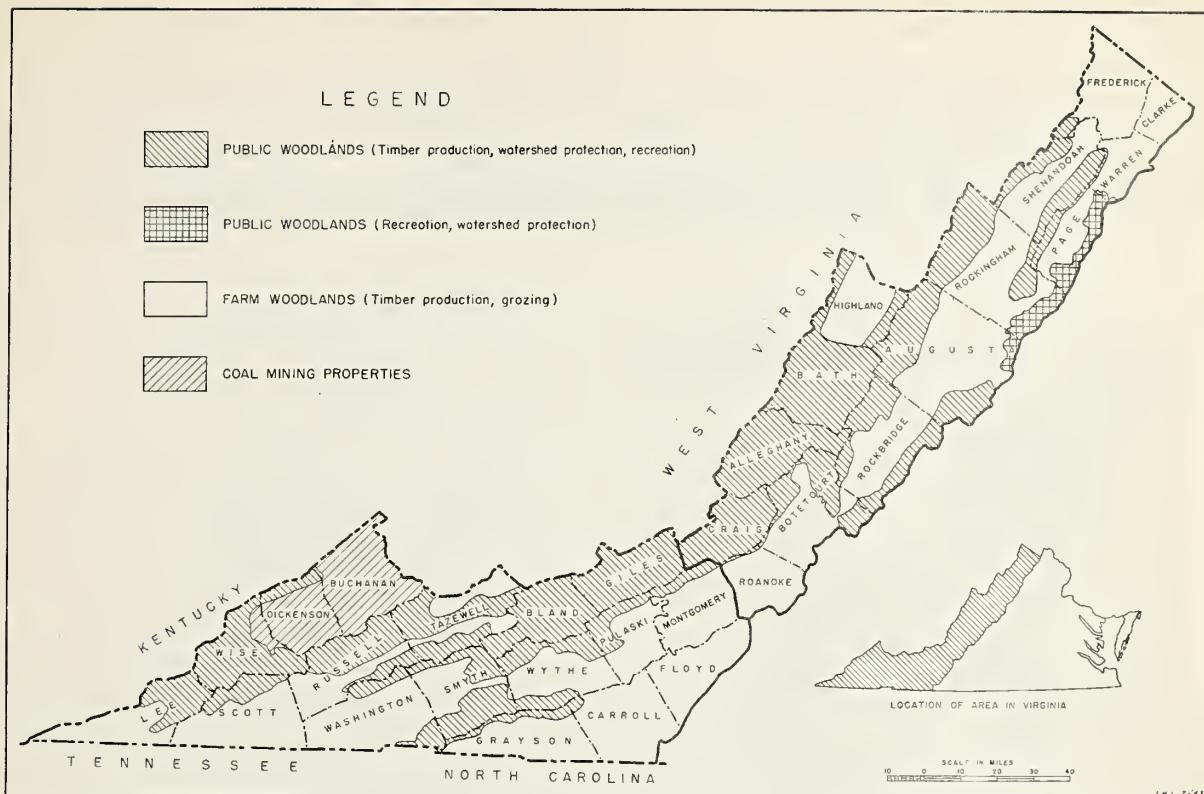 LEGEND
PUBLIC WOODLANDS (Timber production, watershed protection, recreation)
PUBLIC WOODLANDS (Recreation, watershed protection)
FARM WOODLANDS (Timber production, grozing)
COAL MINING PROPERTIES
FREDERICK
CLARKE
WARREN
SHENANDOAH
PAGE
ROCKINGHAM
WEST VIRGINIA
HIGHLAND
AUGUSTA
BATH
ROCKBRIDGE
ALLEGHANY
BOTETOURT
CRAIG
ROANOKE
KENTUCKY
BUCHANAN
DICKENSON
WISE
RUSSELL
TAZEWELL
BLAND
GILES
PULASKI
MONTGOMERY
FLOYD
LEE
SCOTT
WASHINGTON
SMYTH
WYTHE
CARROLL
GRAYSON
TENNESSEE
NORTH CAROLINA
LOCATION OF AREA IN VIRGINIA
SCALE IN MILES
10 0 10 20 30 40